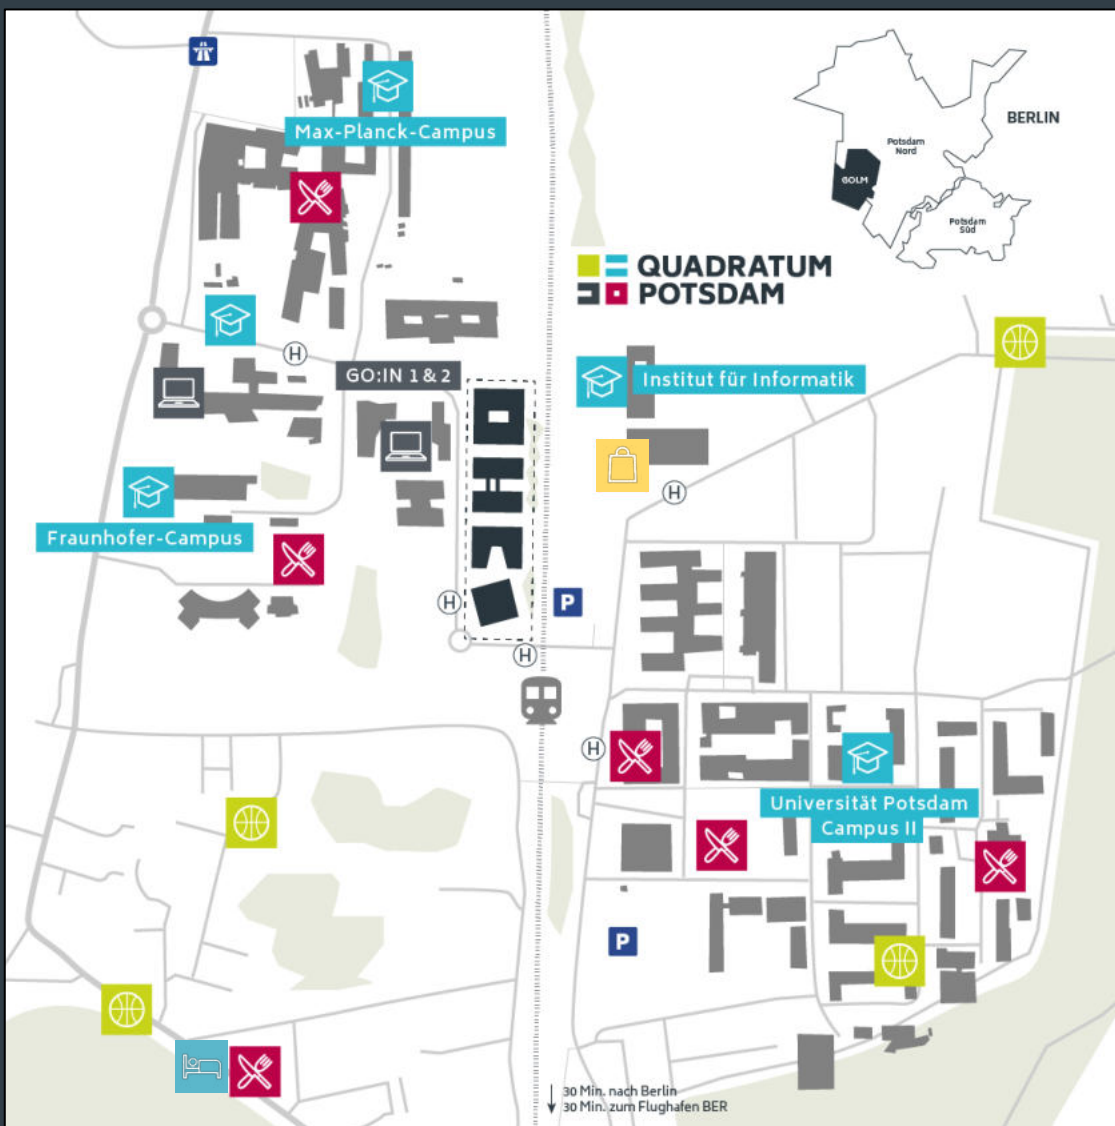 Max-Planck-Campus
BERLIN
Potsdam
Nord
GOLM
Potsdam
Süd
QUADRATUM
POTSDAM
H
GO:IN 1 & 2
Institut für Informatik
H
Fraunhofer-Campus
H
P
H
H
Universität Potsdam
Campus II
P
30 Min. nach Berlin
30 Min. zum Flughafen BER